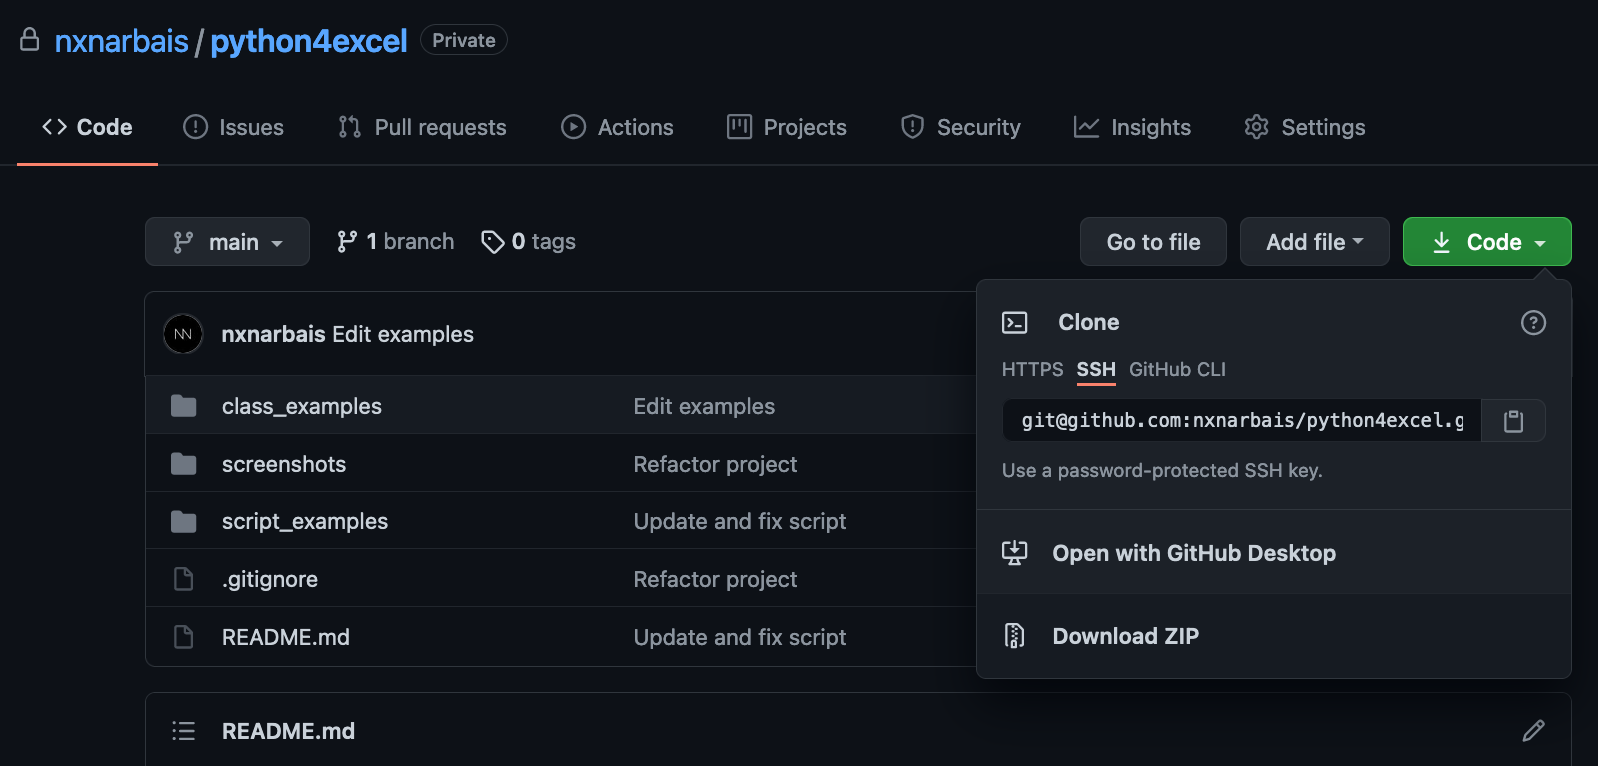 nxnarbais / python4excel Private
Code Issues Pull requests Actions Projects Security Insights Settings
main 1 branch 0 tags Go to file Add file Code
NN nxnarbais Edit examples
class_examples Edit examples
screenshots Refactor project
script_examples Update and fix script
.gitignore Refactor project
README.md Update and fix script
Clone
HTTPS SSH GitHub CLI
git@github.com:nxnarbais/python4excel.g
Use a password-protected SSH key.
Open with GitHub Desktop
Download ZIP
README.md